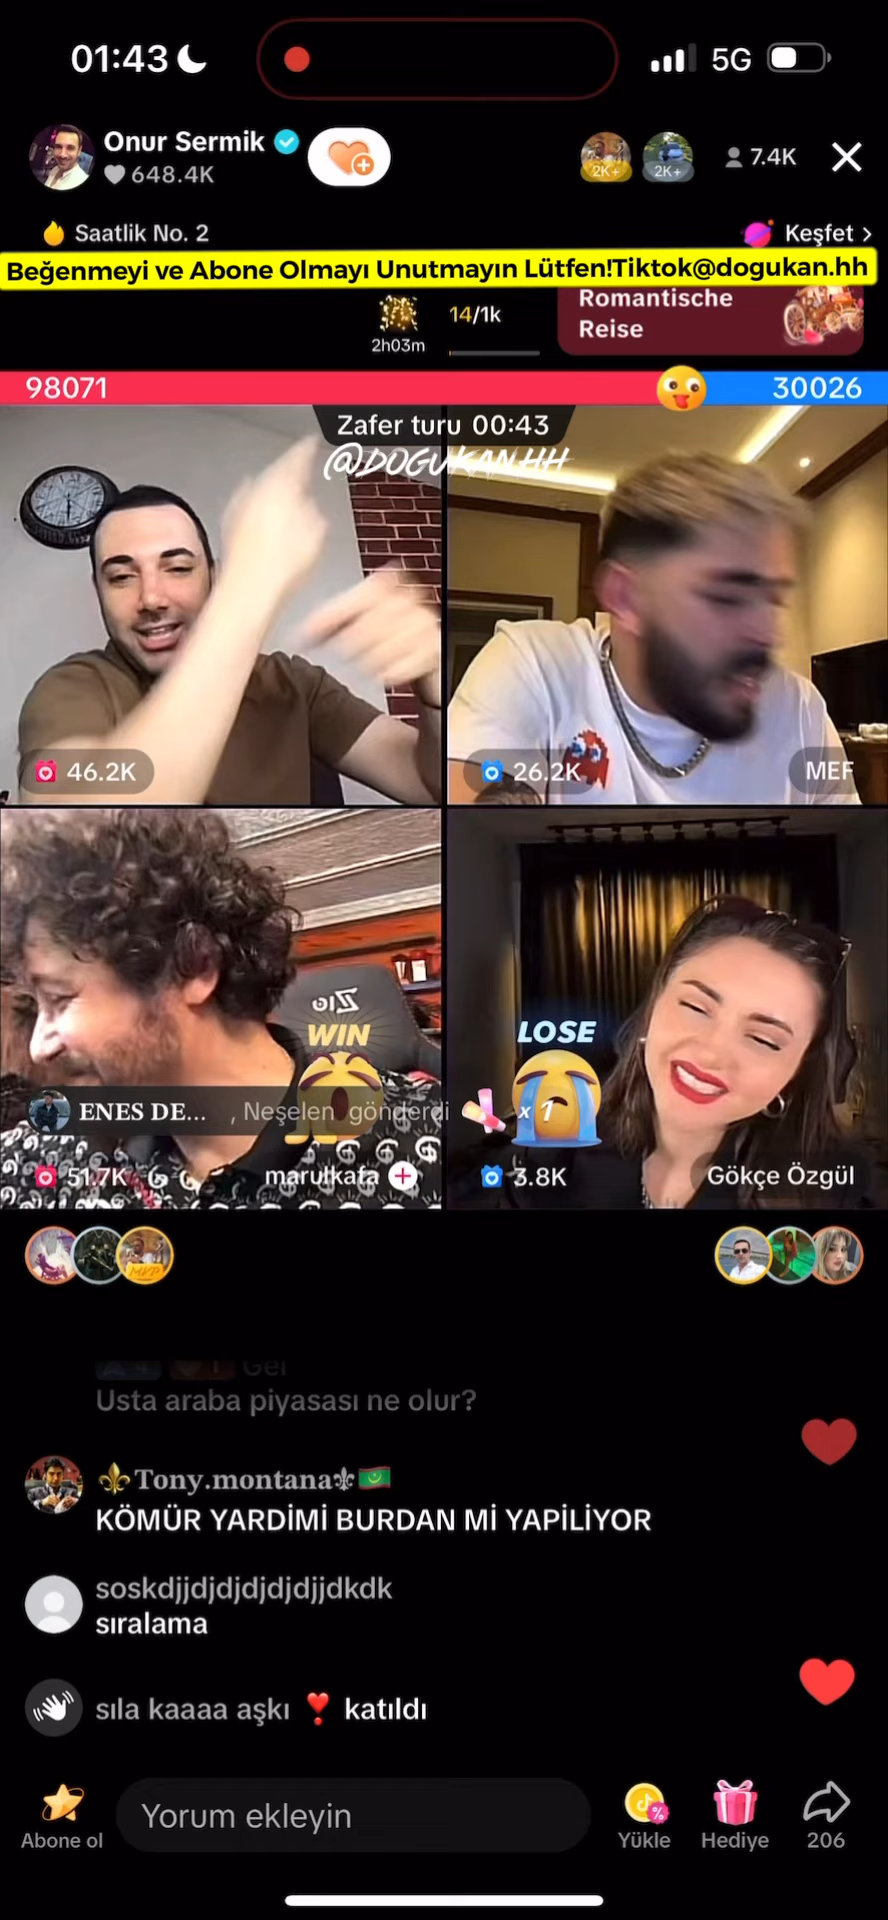 01:43
5G
Onur Sermik
648.4K
2K+
2K+
7.4K
Saatlik No. 2
Keşfet >
Beğenmeyi ve Abone Olmayı Unutmayın Lütfen!Tiktok@dogukan.hh
14/1k
2h03m
Romantische
Reise
98071
30026
Zafer turu 00:43
@DOGUKAN.HH
46.2K
26.2K
MEF
WIN
LOSE
ENES DE... , Neşelen gönderdi x 1
51.7K
marulkafa
3.8K
Gökçe Özgül
MVP
Gel
Usta araba piyasası ne olur?
Tony.montana
KÖMÜR YARDİMİ BURDAN Mİ YAPİLİYOR
soskdjjdjdjdjdjdjjdkdk
sıralama
sıla kaaaa aşkı katıldı
Abone ol
Yorum ekleyin
Yükle
Hediye
206